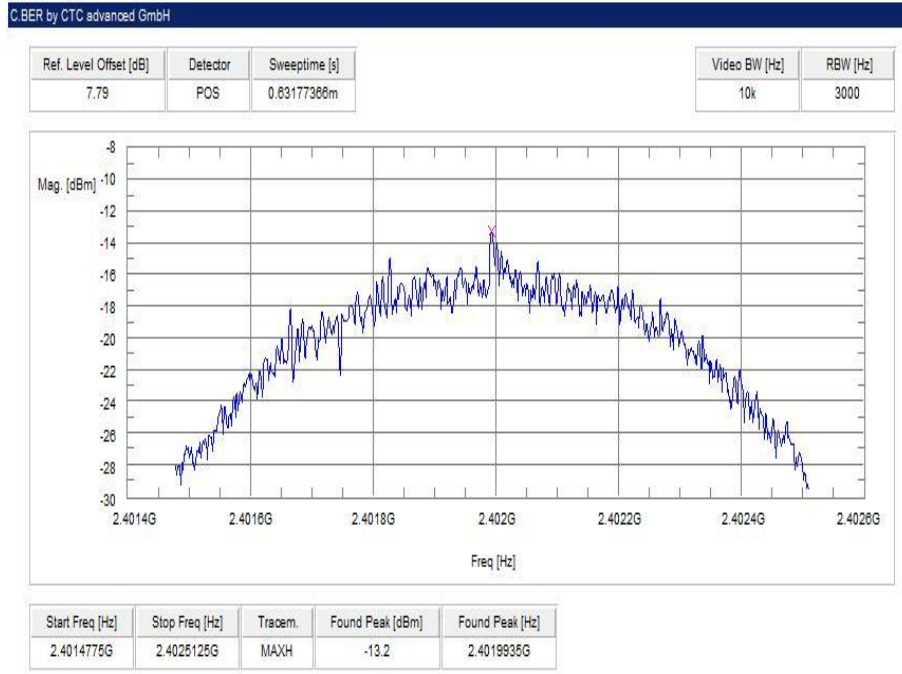 C.BER by CTC advanced GmbH
Ref. Level Offset [dB] Detector Sweeptime [s] Video BW [Hz] RBW [Hz]
7.79 POS 0.63177366m 10k 3000
-8
Mag. [dBm] -10
-12
-14
-16
-18
-20
-22
-24
-26
-28
-30
2.4014G 2.4016G 2.4018G 2.402G 2.4022G 2.4024G 2.4026G
Freq [Hz]
Start Freq [Hz] Stop Freq [Hz] Tracem. Found Peak [dBm] Found Peak [Hz]
2.4014775G 2.4025125G MAXH -13.2 2.4019935G